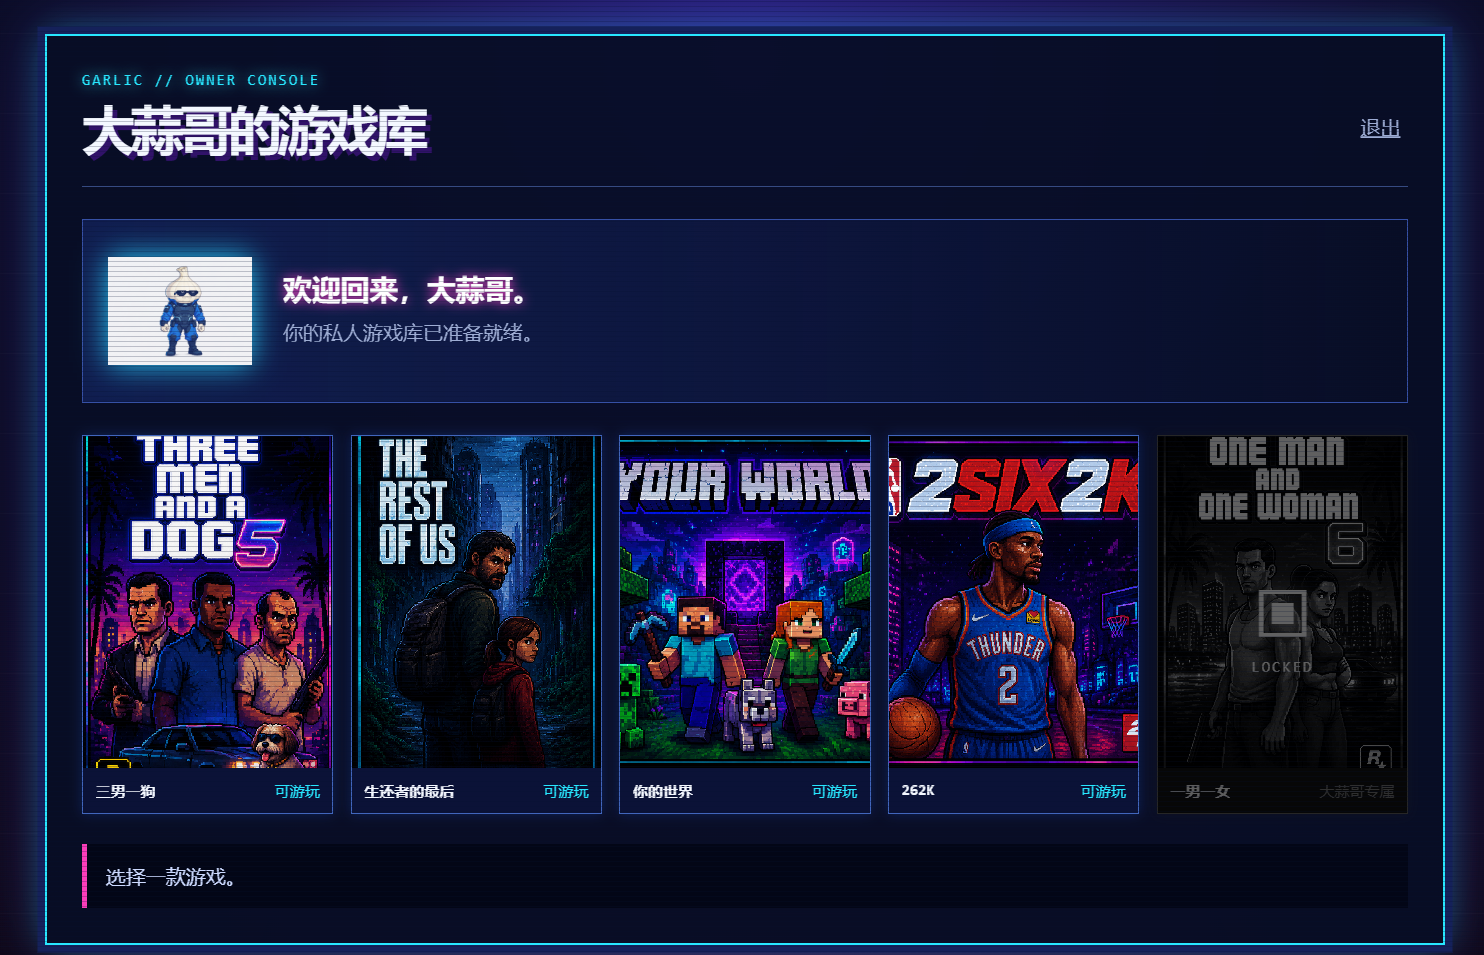 GARLIC // OWNER CONSOLE
大蒜哥的游戏库
退出
欢迎回来，大蒜哥。
你的私人游戏库已准备就绪。
THREE
MEN
AND A
DOG 5
三男一狗
可游玩
THE
REST
OF US
生还者的最后
可游玩
YOUR WORLD
你的世界
可游玩
2SIX2K
THUNDER
2
2
262K
可游玩
ONE MAN
AND
ONE WOMAN
6
LOCKED
R
一男一女
大蒜哥专属
选择一款游戏。